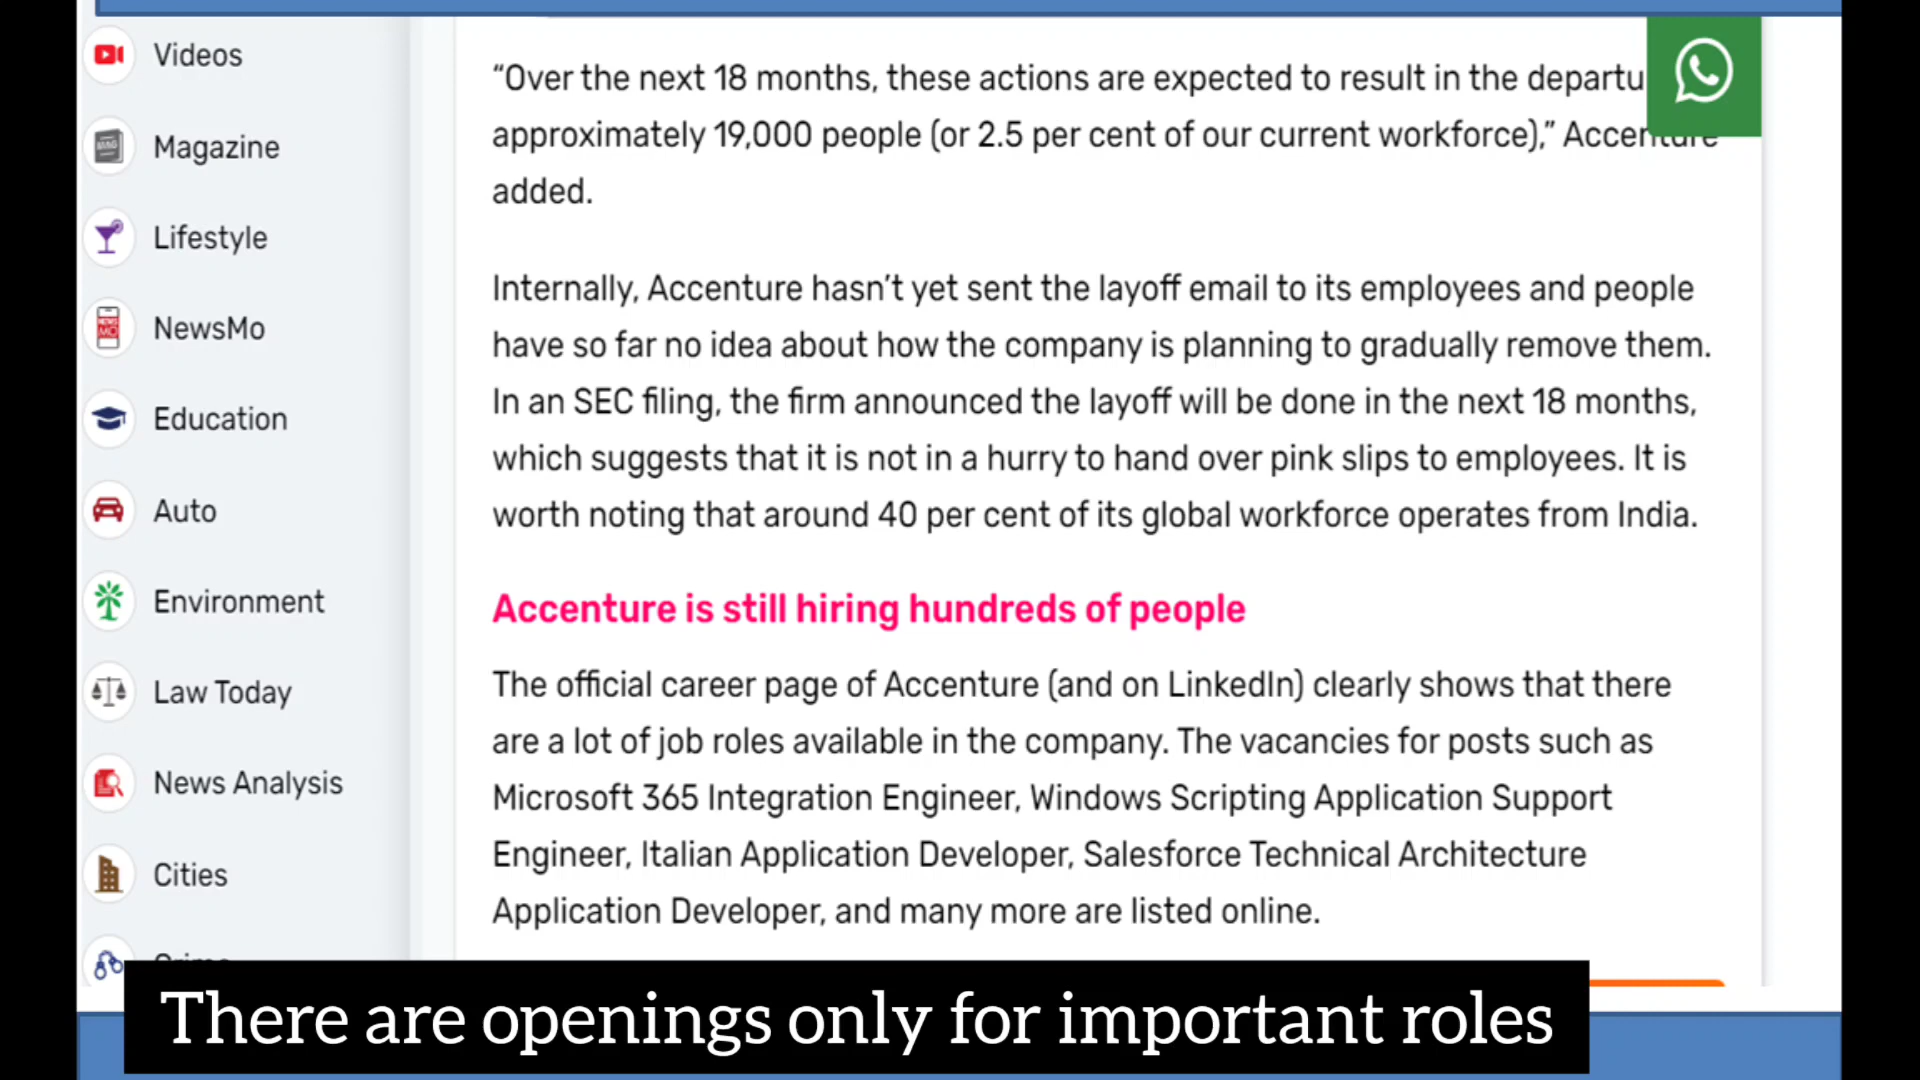 Videos
Magazine
Lifestyle
NewsMo
Education
Auto
Environment
Law Today
News Analysis
Cities
Crime
“Over the next 18 months, these actions are expected to result in the departu
approximately 19,000 people (or 2.5 per cent of our current workforce),” Accenture
added.
Internally, Accenture hasn’t yet sent the layoff email to its employees and people
have so far no idea about how the company is planning to gradually remove them.
In an SEC filing, the firm announced the layoff will be done in the next 18 months,
which suggests that it is not in a hurry to hand over pink slips to employees. It is
worth noting that around 40 per cent of its global workforce operates from India.
Accenture is still hiring hundreds of people
The official career page of Accenture (and on LinkedIn) clearly shows that there
are a lot of job roles available in the company. The vacancies for posts such as
Microsoft 365 Integration Engineer, Windows Scripting Application Support
Engineer, Italian Application Developer, Salesforce Technical Architecture
Application Developer, and many more are listed online.
There are openings only for important roles